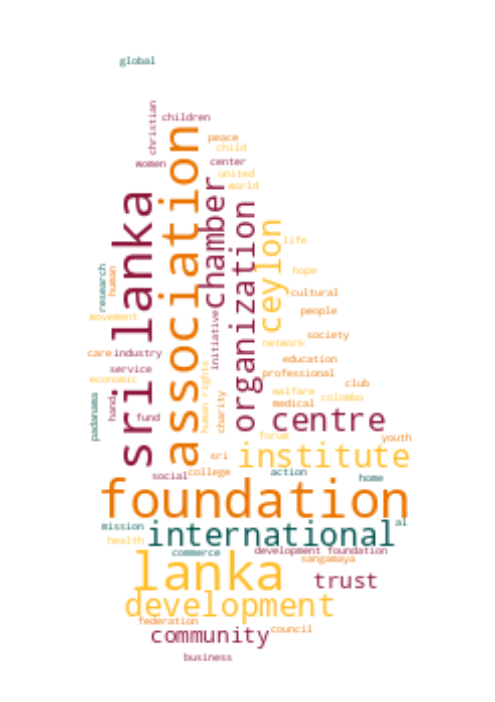 global
christian
children
peace
child
women
center
united
world
sri lanka
association
chamber
organization
ceylon
life
hope
research
human
cultural
people
movement
initiative
society
network
care
industry
education
service
professional
economic
human rights
club
welfare
colombo
medical
padanama
hand
fund
charity
centre
forum
youth
sri
institute
social
college
action
home
foundation
mission
international
al
health
commerce
development foundation
sangamaya
lanka
trust
development
federation
community
council
business